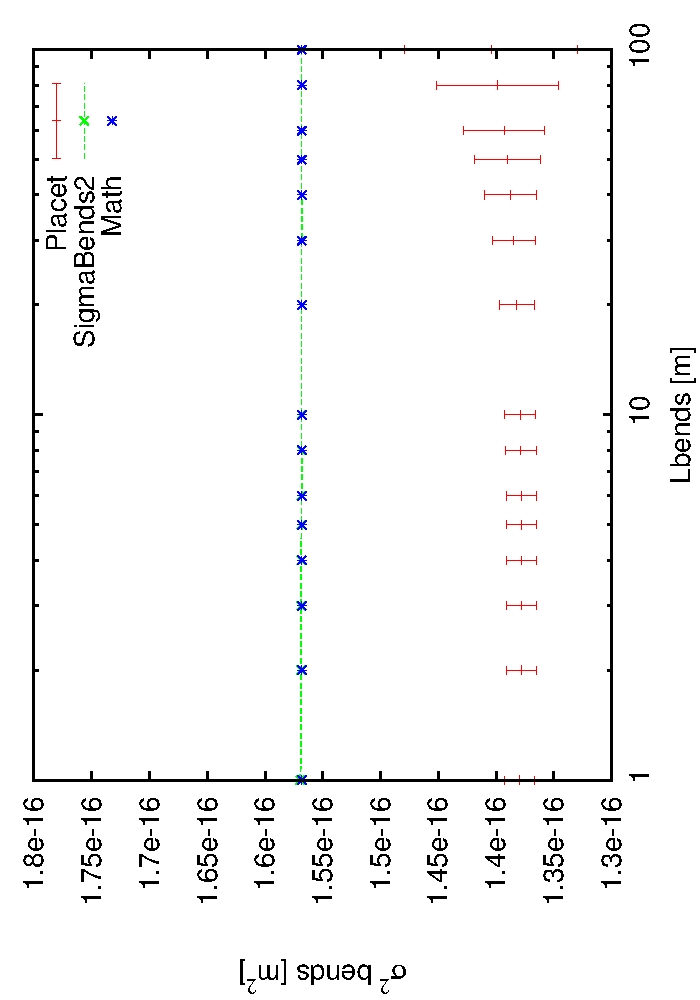 Placet
SigmaBends2
Math
1.8e-16
1.75e-16
1.7e-16
1.65e-16
1.6e-16
1.55e-16
1.5e-16
1.45e-16
1.4e-16
1.35e-16
1.3e-16
1
10
100
σ² bends [m²]
Lbends [m]